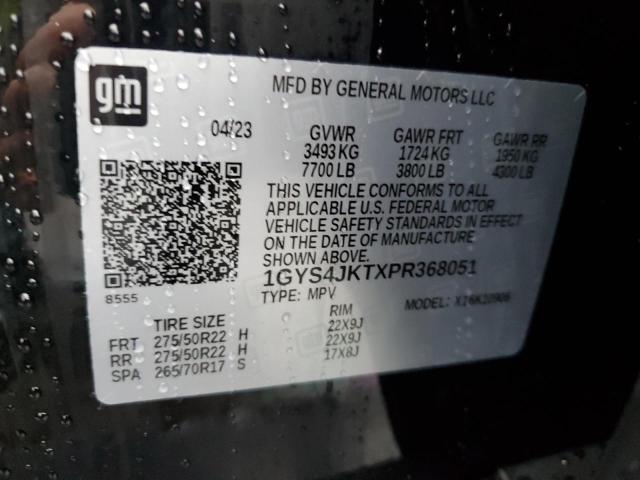 gm
MFD BY GENERAL MOTORS LLC
04/23 GVWR GAWR FRT GAWR RR
3493 KG 1724 KG 1950 KG
7700 LB 3800 LB 4300 LB
THIS VEHICLE CONFORMS TO ALL
APPLICABLE U.S. FEDERAL MOTOR
VEHICLE SAFETY STANDARDS IN EFFECT
ON THE DATE OF MANUFACTURE
SHOWN ABOVE.
1GYS4JKTXPR368051
8555 TYPE: MPV MODEL:
TIRE SIZE RIM
FRT 275/50R22 H 22X9J
RR 275/50R22 H 22X9J
SPA 265/70R17 S 17X8J